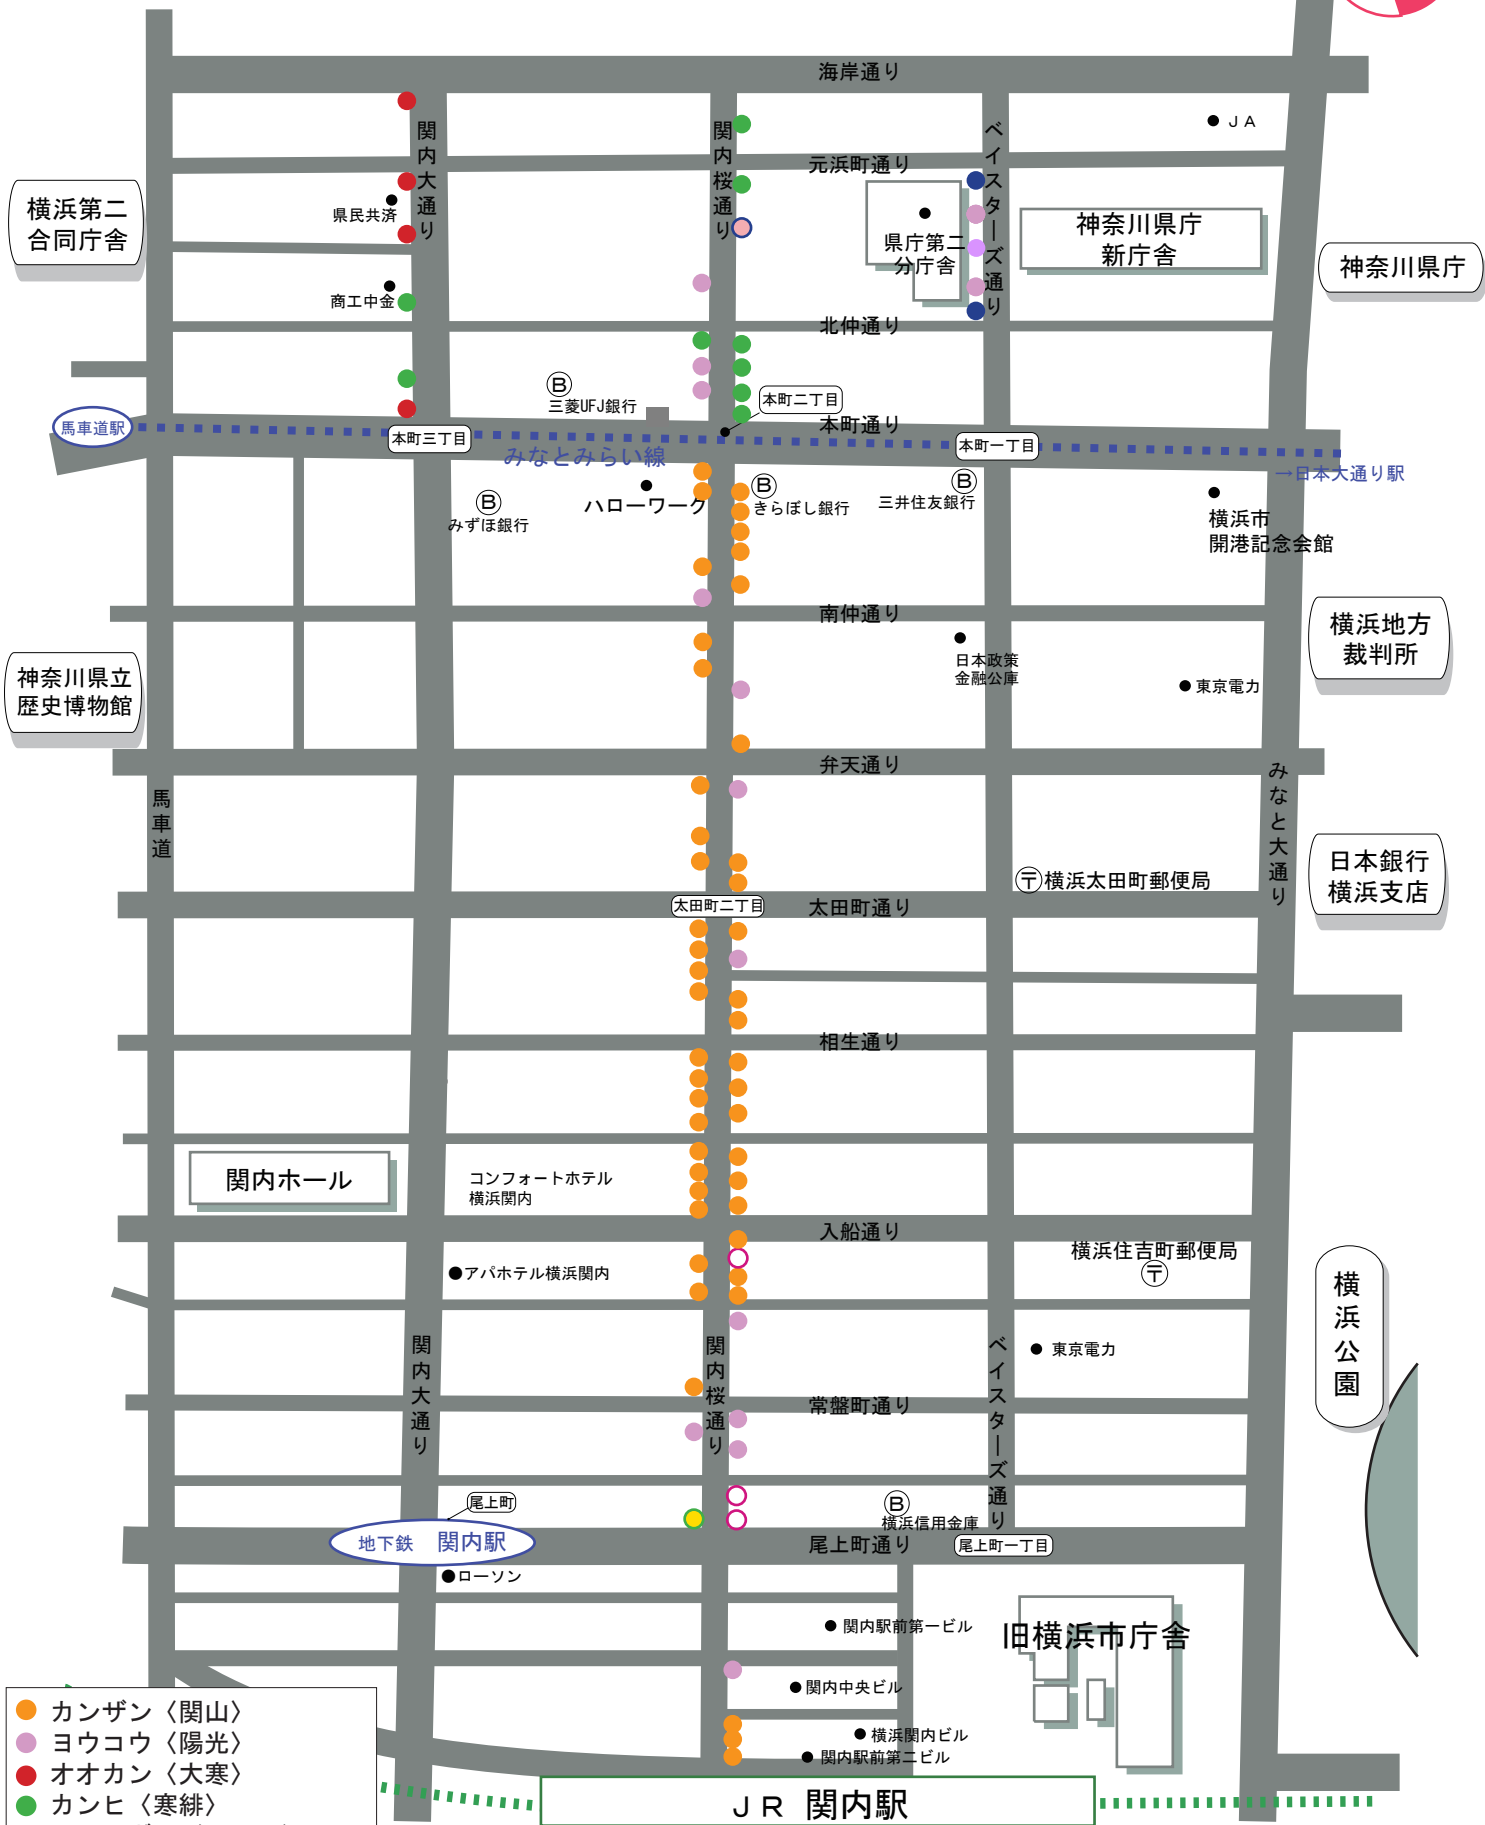 海岸通り
関内大通り
関内桜通り
ベイスターズ通り
ＪＡ
元浜町通り
横浜第二
合同庁舎
県民共済
県庁第二
分庁舎
神奈川県庁
新庁舎
神奈川県庁
商工中金
北仲通り
Ｂ
三菱UFJ銀行
本町二丁目
馬車道駅
本町通り
本町三丁目
本町一丁目
みなとみらい線
→日本大通り駅
Ｂ
みずほ銀行
ハローワーク
Ｂ
きらぼし銀行
Ｂ
三井住友銀行
横浜市
開港記念会館
南仲通り
横浜地方
裁判所
日本政策
金融公庫
神奈川県立
歴史博物館
東京電力
弁天通り
馬車道
みなと大通り
日本銀行
横浜支店
〒横浜太田町郵便局
太田町二丁目
太田町通り
相生通り
関内ホール
コンフォートホテル
横浜関内
入船通り
横浜住吉町郵便局
〒
アパホテル横浜関内
横浜公園
関内大通り
関内桜通り
ベイスターズ通り
東京電力
常盤町通り
尾上町
Ｂ
横浜信用金庫
地下鉄 関内駅
尾上町通り
尾上町一丁目
ローソン
関内駅前第一ビル
旧横浜市庁舎
関内中央ビル
横浜関内ビル
関内駅前第二ビル
カンザン〈関山〉
ヨウコウ〈陽光〉
オオカン〈大寒〉
カンヒ〈寒緋〉
ＪＲ 関内駅